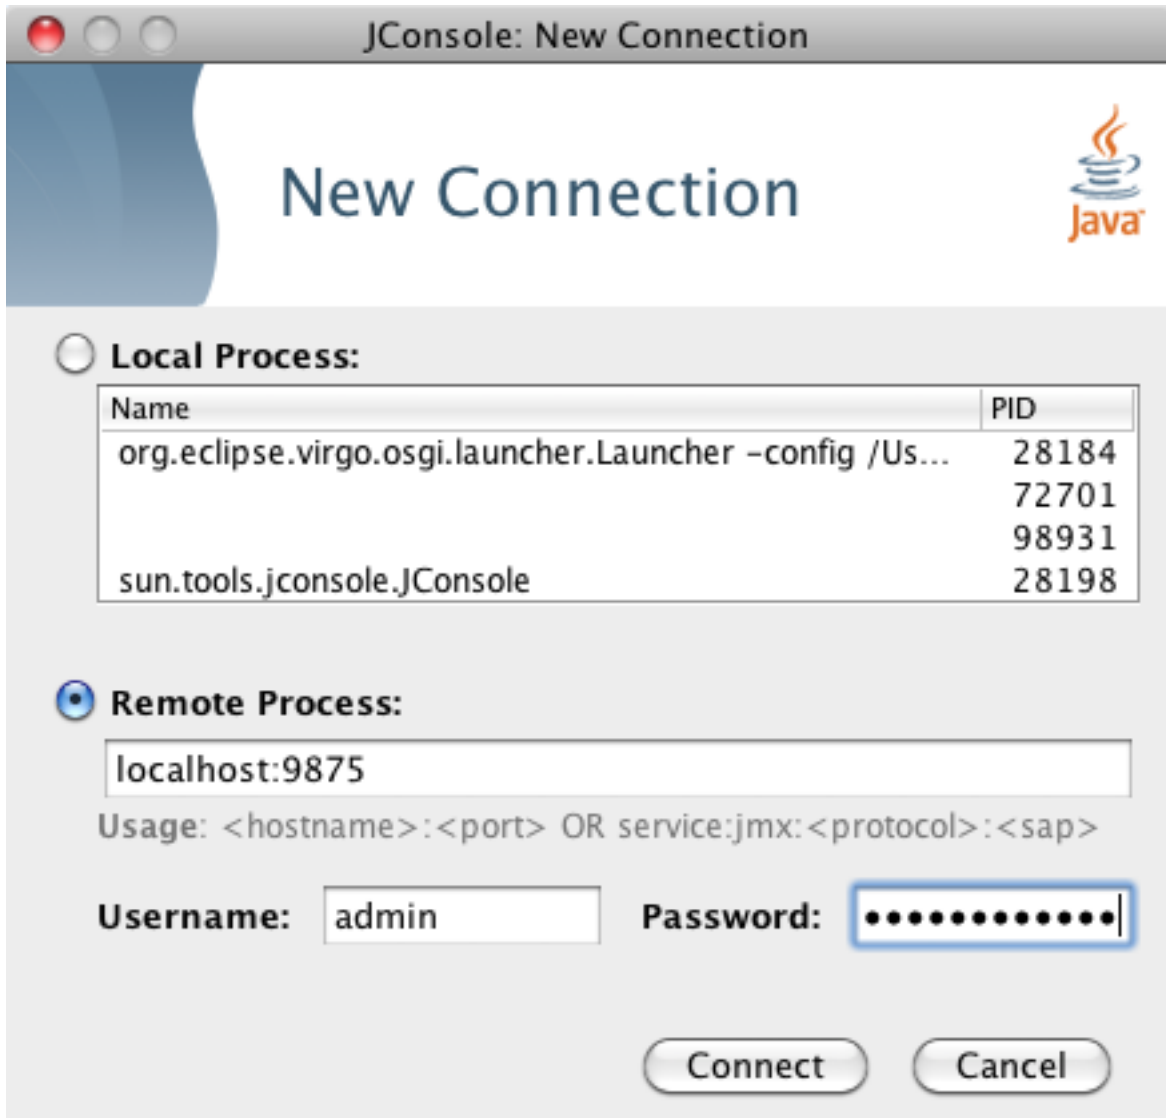 JConsole: New Connection
New Connection
Java
Local Process:
Name PID
org.eclipse.virgo.osgi.launcher.Launcher –config /Us... 28184
72701
98931
sun.tools.jconsole.JConsole 28198
Remote Process:
localhost:9875
Usage: <hostname>:<port> OR service:jmx:<protocol>:<sap>
Username: admin Password: ••••••••••••
Connect Cancel